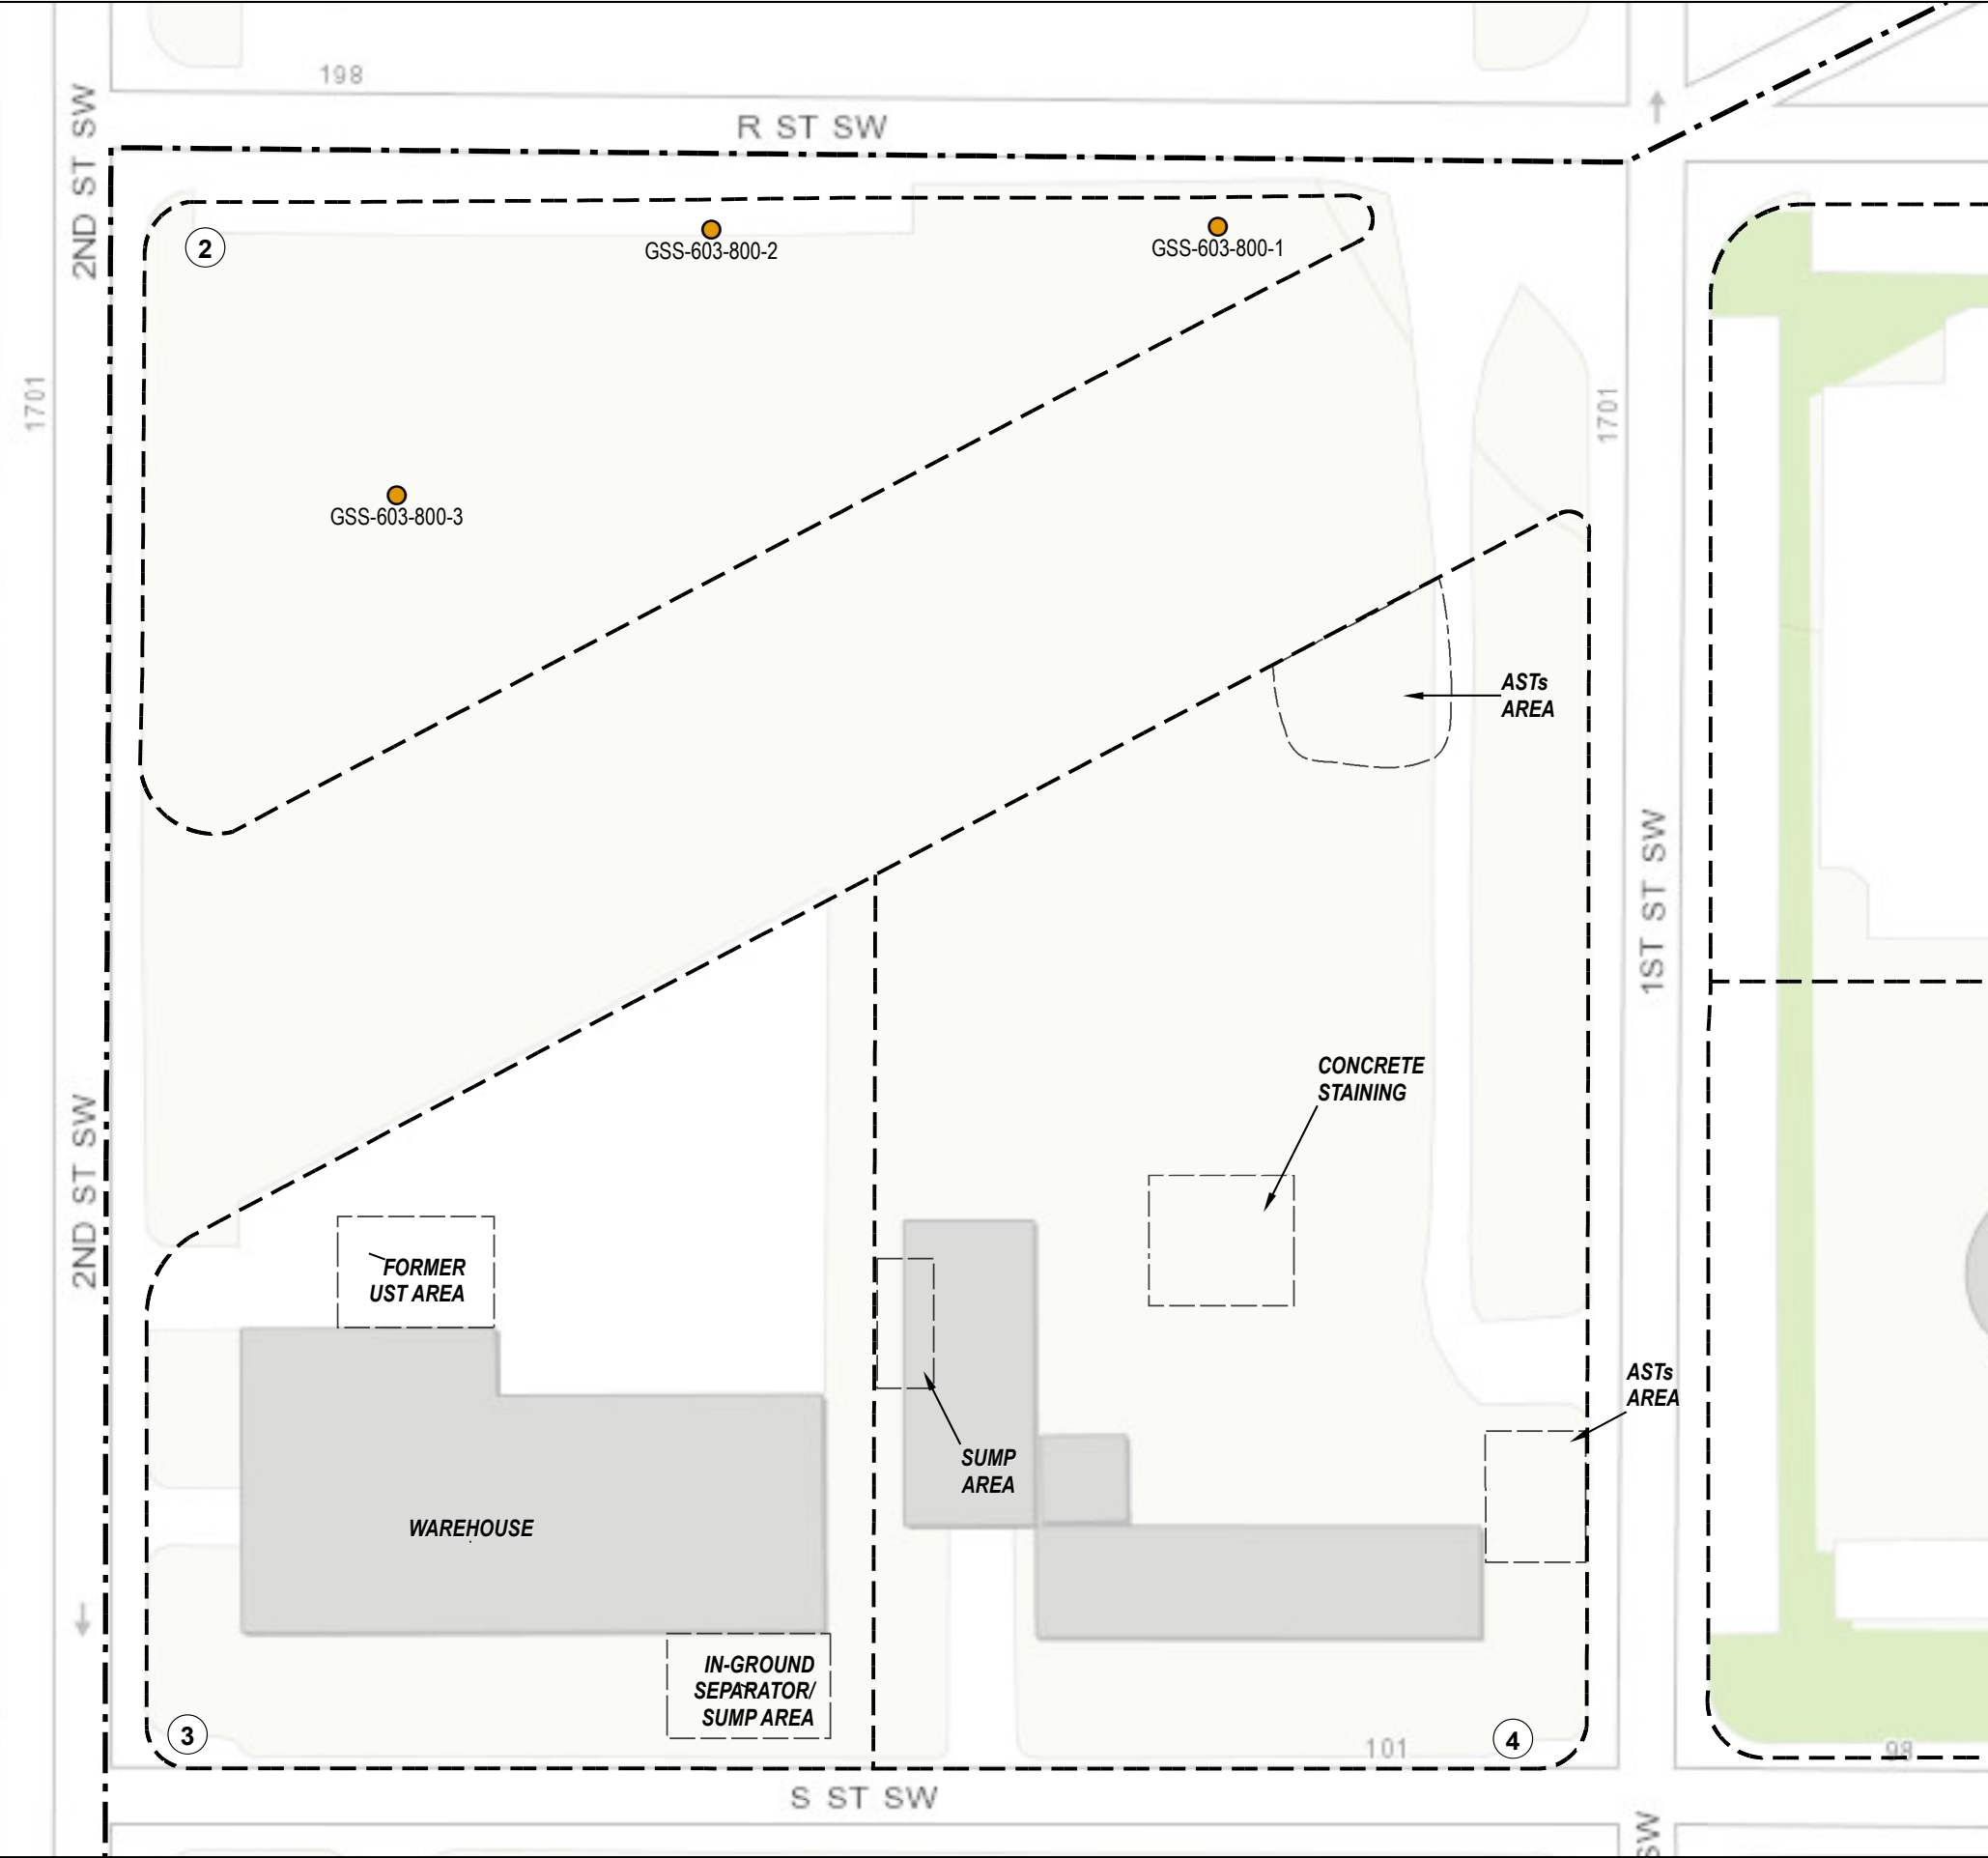 198
R ST SW
2ND ST SW
2
GSS-603-800-2
GSS-603-800-1
1701
1701
GSS-603-800-3
ASTs
AREA
1ST ST SW
CONCRETE
STAINING
2ND ST SW
FORMER
UST AREA
ASTs
AREA
SUMP
AREA
WAREHOUSE
IN-GROUND
SEPARATOR/
SUMP AREA
3
4
101
98
S ST SW
SW